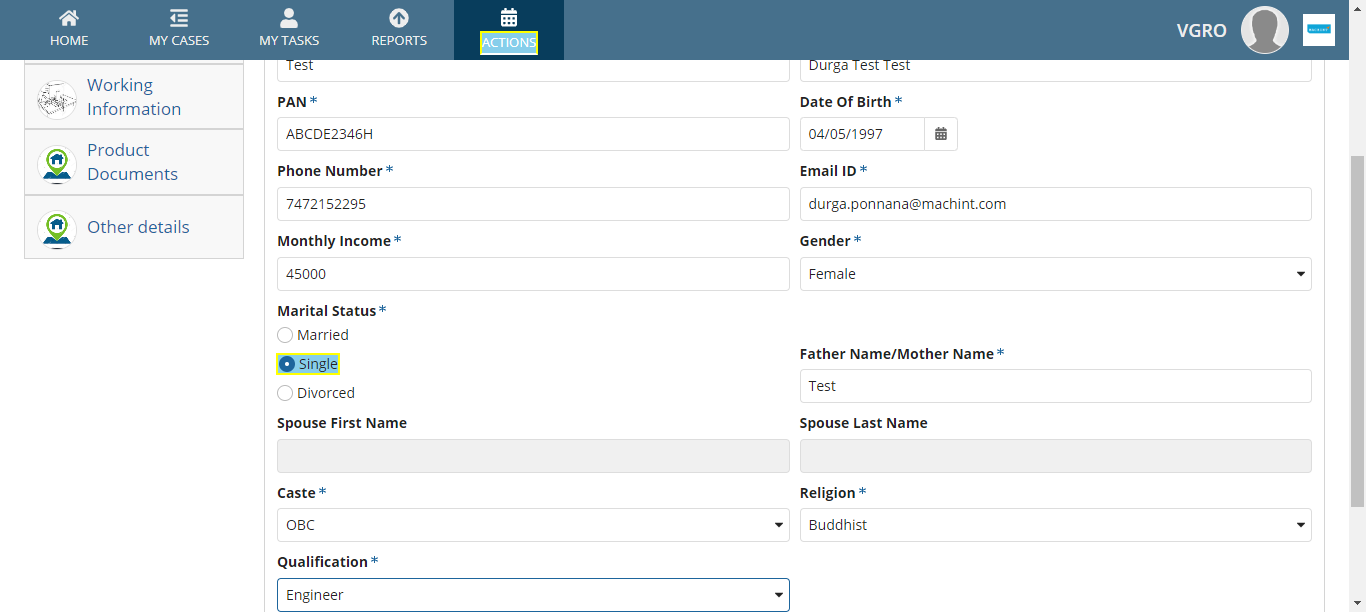 HOME
MY CASES
MY TASKS
REPORTS
ACTIONS
VGRO
Working
Information
Product
Documents
Other details
Test
Durga Test Test
PAN *
Date Of Birth *
ABCDE2346H
04/05/1997
Phone Number *
Email ID *
7472152295
durga.ponnana@machint.com
Monthly Income *
Gender *
45000
Female
Marital Status *
Married
Single
Divorced
Father Name/Mother Name *
Test
Spouse First Name
Spouse Last Name
Caste *
Religion *
OBC
Buddhist
Qualification *
Engineer